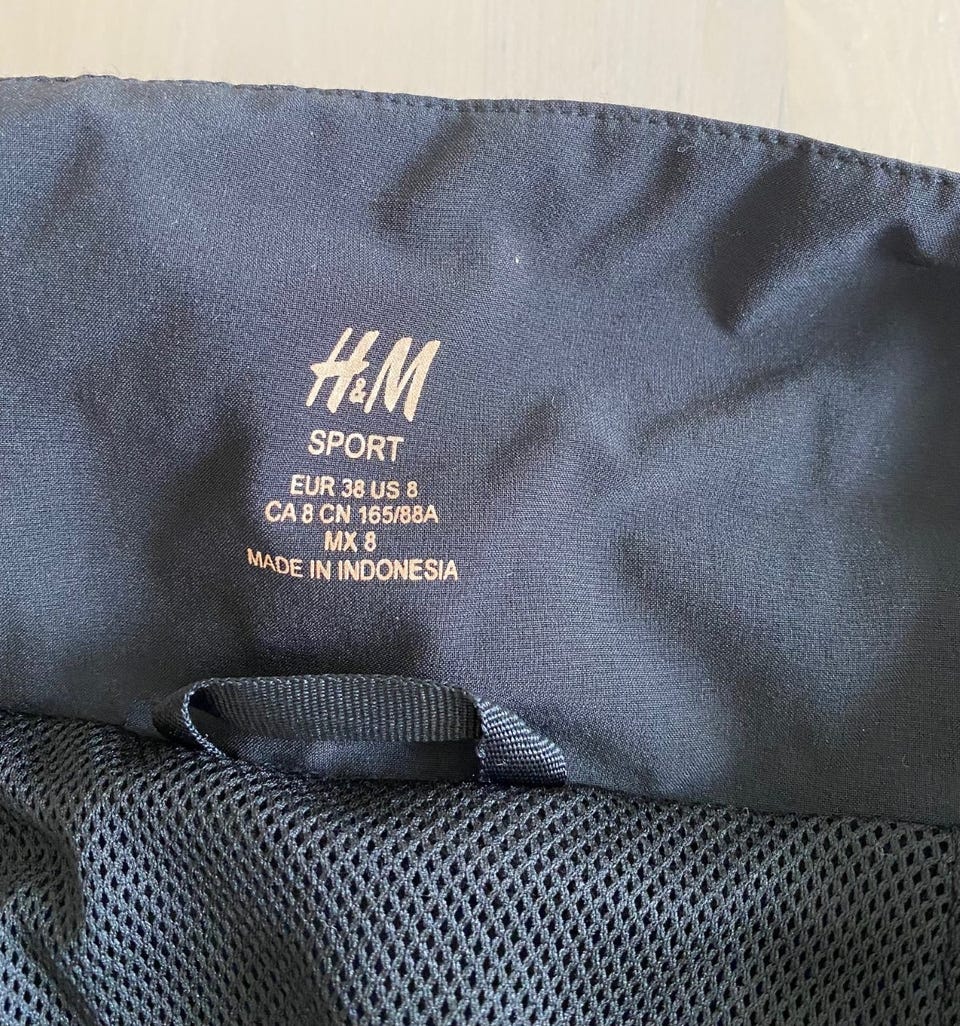 H&M
SPORT
EUR 38 US 8
CA 8 CN 165/88A
MX 8
MADE IN INDONESIA